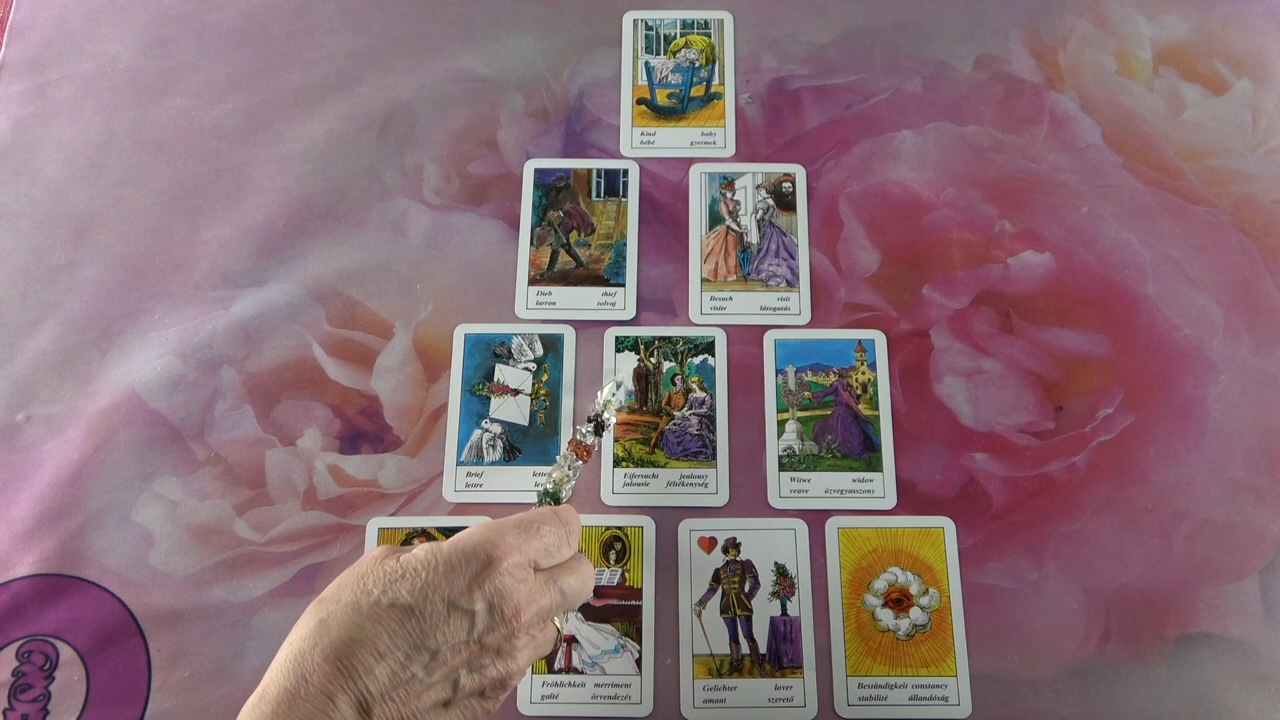 Kind baby
bébé gyermek
Dieb thief
larron tolvaj
Besuch visit
visite látogatás
Brief
lettre
Eifersucht jealousy
jalousie féltékenység
Witwe widow
veuve özvegyasszony
Fröhlichkeit merriment
gaîté örvendezés
Geliebter lover
amant szerető
Beständigkeit constancy
stabilité állandóság